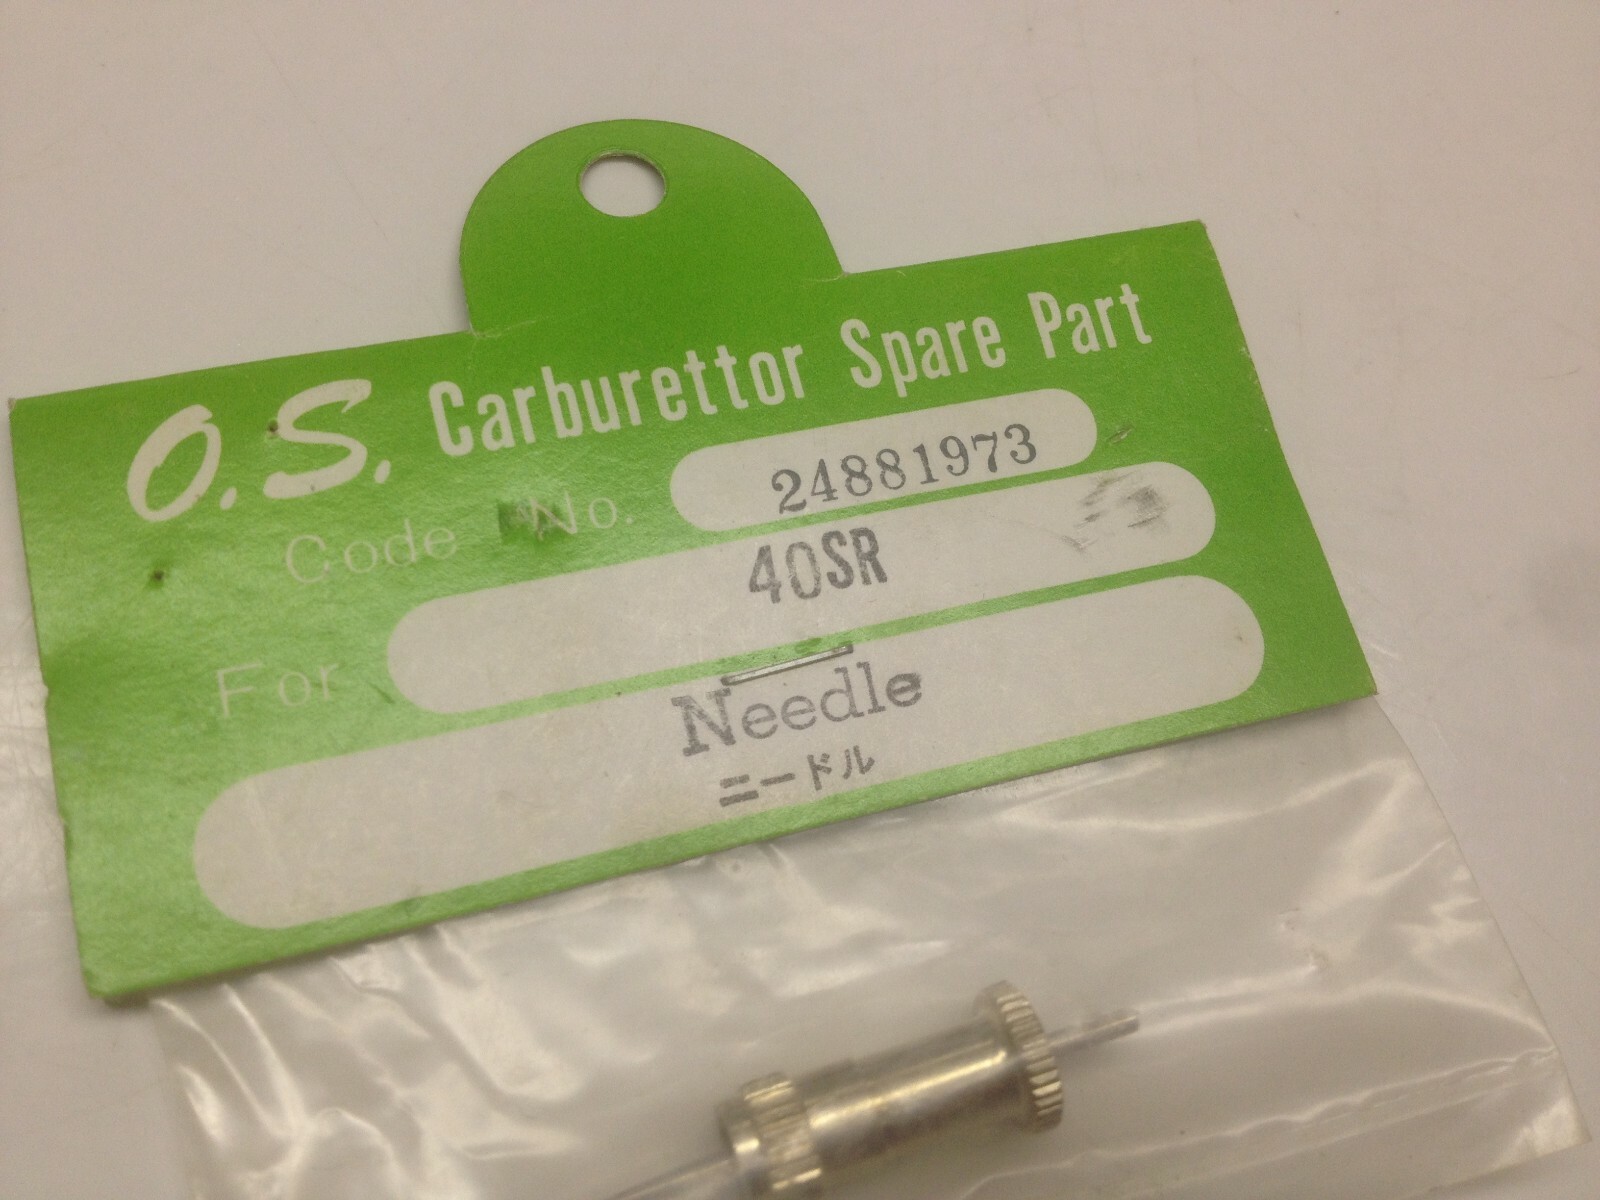 O.S. Carburettor Spare Part
Code No. 24881973
For 40SR
Needle
ニードル